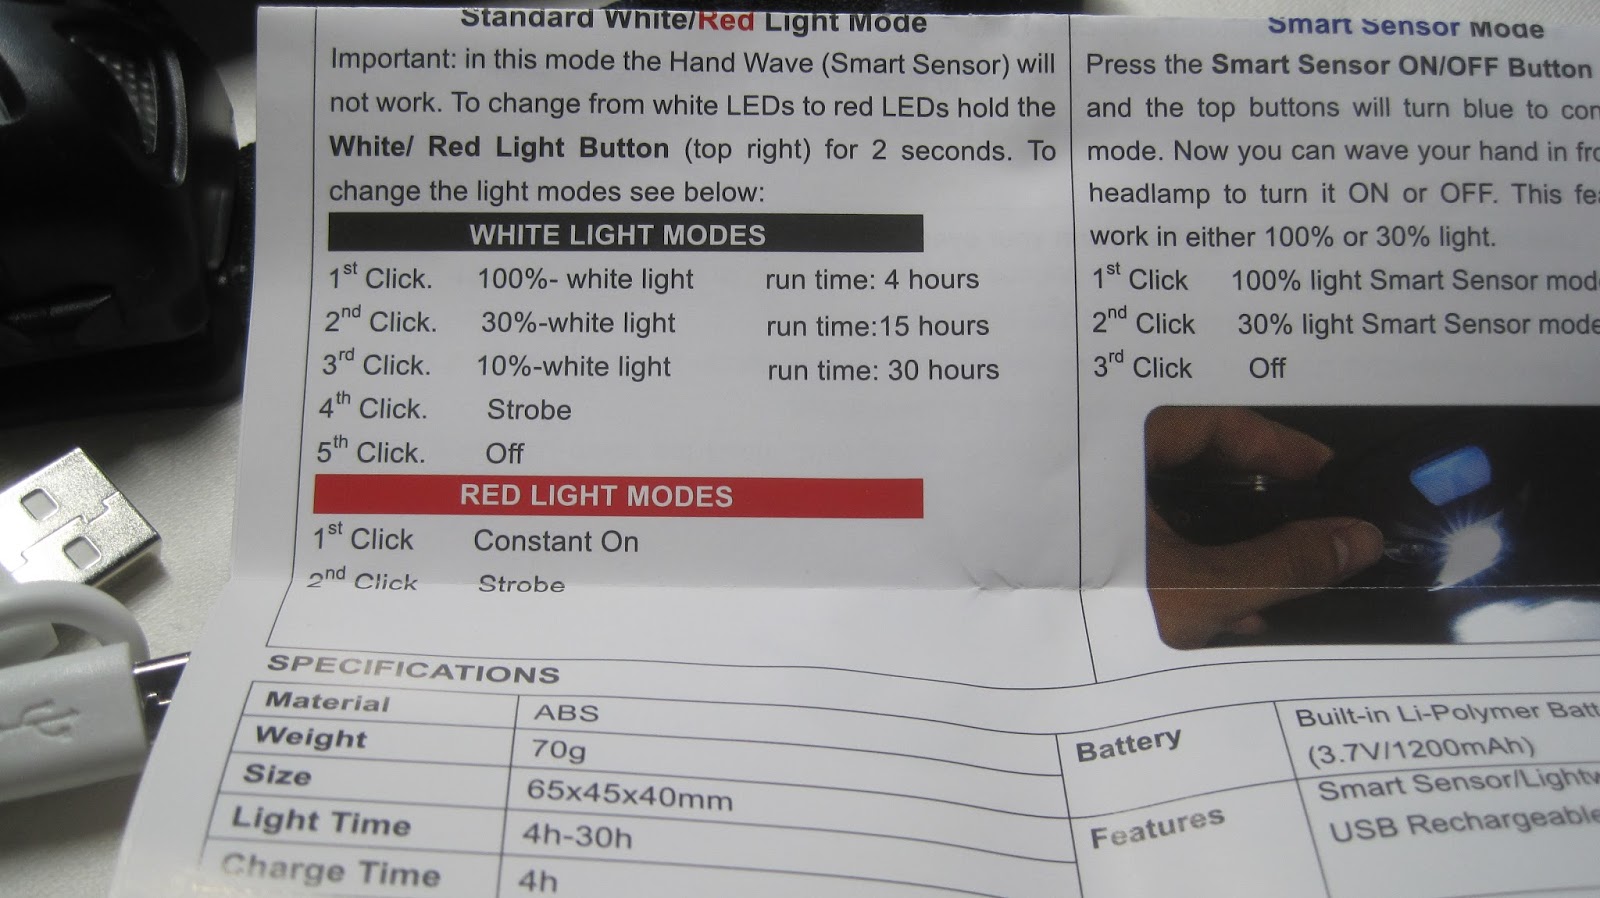 Standard White/Red Light Mode
Important: in this mode the Hand Wave (Smart Sensor) will
not work. To change from white LEDs to red LEDs hold the
White/ Red Light Button (top right) for 2 seconds. To
change the light modes see below:
WHITE LIGHT MODES
1st Click. 100%- white light run time: 4 hours
2nd Click. 30%-white light run time:15 hours
3rd Click. 10%-white light run time: 30 hours
4th Click. Strobe
5th Click. Off
RED LIGHT MODES
1st Click Constant On
2nd Click Strobe
Smart Sensor Mode
Press the Smart Sensor ON/OFF Button
and the top buttons will turn blue to
mode. Now you can wave your hand in
headlamp to turn it ON or OFF. This
work in either 100% or 30% light.
1st Click 100% light Smart Sensor mod
2nd Click 30% light Smart Sensor mode
3rd Click Off
SPECIFICATIONS
Material ABS
Weight 70g
Size 65x45x40mm
Light Time 4h-30h
Charge Time 4h
Battery Built-in Li-Polymer Batt
(3.7V/1200mAh)
Features Smart Sensor/Lightw
USB Rechargeable